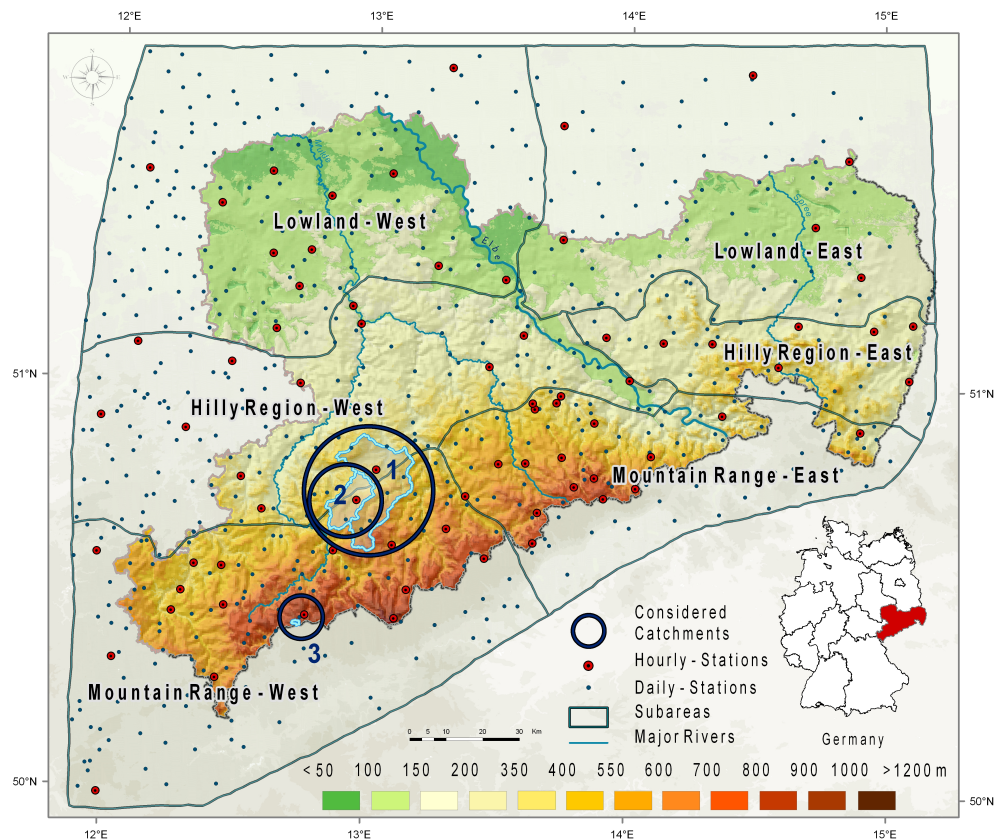 12°E 13°E 14°E 15°E
N
W E
S
Mulde
Spree
Lowland - West
Elbe
Lowland - East
51°N
Hilly Region - East
51°N
Hilly Region - West
1
2
Mountain Range - East
Considered
Catchments
3
Hourly - Stations
Mountain Range - West
Daily - Stations
Subareas
0 5 10 20 30 Km
Major Rivers
Germany
50°N
< 50 100 150 200 350 400 550 600 700 800 900 1000 >1200 m
50°N
12°E 13°E 14°E 15°E